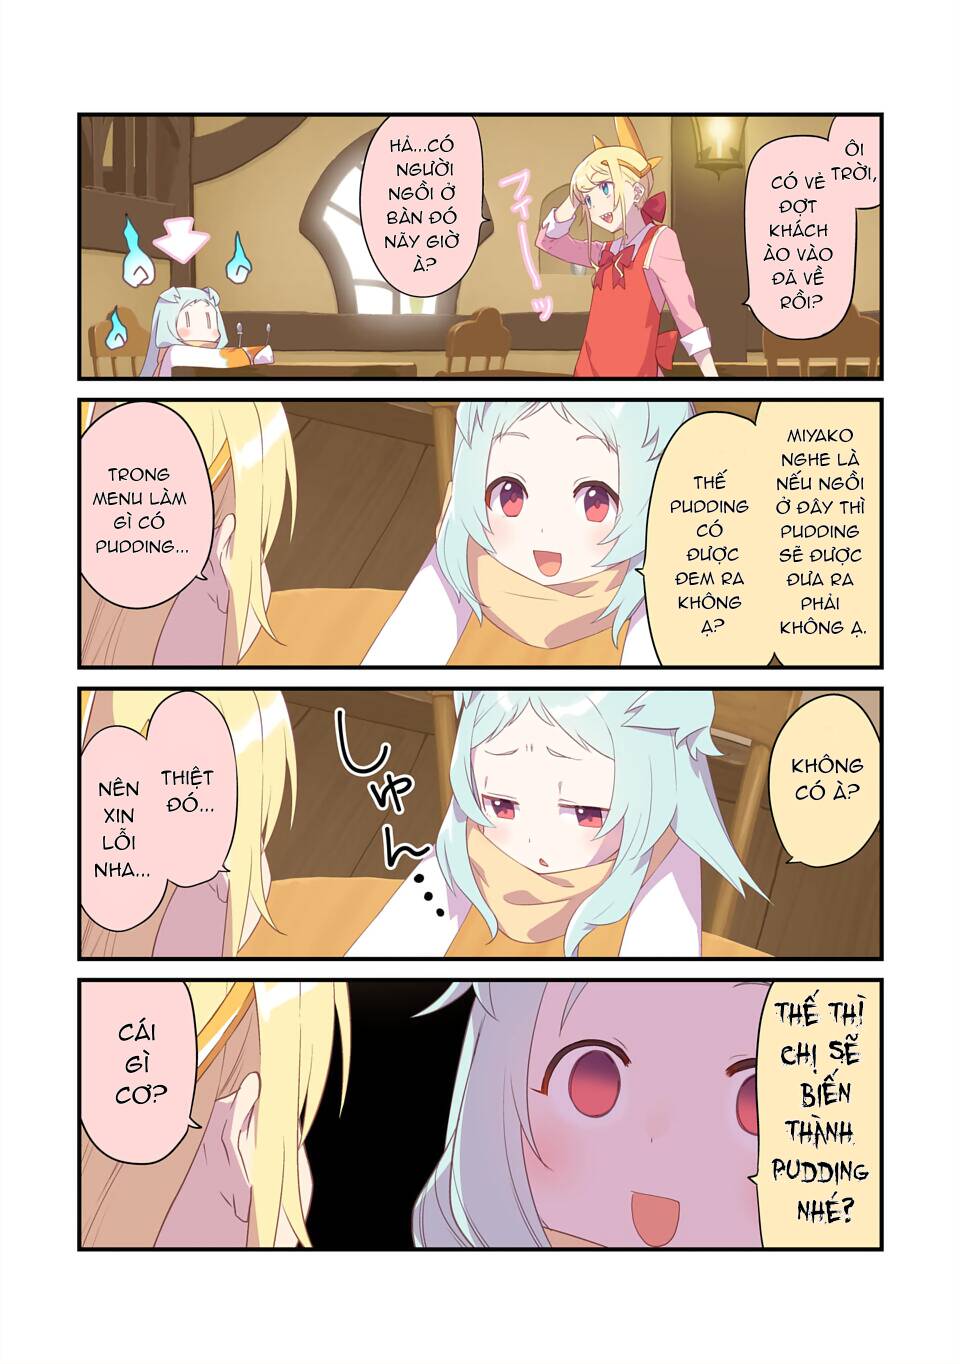 ÔI
TRỜI,
CÓ VẺ
ĐỢT
KHÁCH
ÀO VÀO
ĐÃ VỀ
RỒI?
フィーーッ
HẢ...CÓ
NGƯỜI
NGỒI Ở
BÀN ĐÓ
NÃY GIỜ
À?
MIYAKO
NGHE LÀ
NẾU NGỒI
Ở ĐÂY THÌ
PUDDING
SẼ ĐƯỢC
ĐƯA RA
PHẢI
KHÔNG Ạ.
THẾ
PUDDING
CÓ
ĐƯỢC
ĐEM RA
KHÔNG
Ạ?
TRONG
MENU LÀM
GÌ CÓ
PUDDING...
KHÔNG
CÓ À?
しゅん....
THIỆT
ĐÓ...
NÊN
XIN
LỖI
NHA...
THẾ THÌ
CHỊ SẼ
BIẾN
THÀNH
PUDDING
NHÉ?
CÁI
GÌ
CƠ?